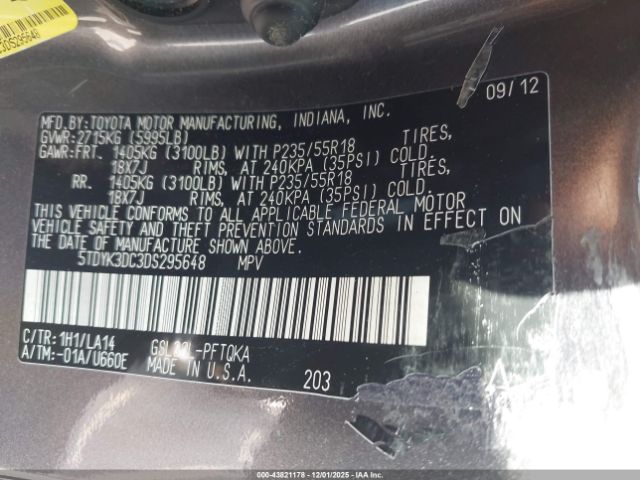 3DS295648
09/12
MFD.BY:TOYOTA MOTOR MANUFACTURING, INDIANA, INC.
GVWR:2715KG (5995LB)
GAWR:FRT. 1405KG (3100LB) WITH P235/55R18 TIRES,
18X7J RIMS, AT 240KPA (35PSI) COLD.
RR. 1405KG (3100LB) WITH P235/55R18 TIRES,
18X7J RIMS, AT 240KPA (35PSI) COLD.
THIS VEHICLE CONFORMS TO ALL APPLICABLE FEDERAL MOTOR
VEHICLE SAFETY AND THEFT PREVENTION STANDARDS IN EFFECT ON
THE DATE OF MANUFACTURE SHOWN ABOVE.
5TDYK3DC3DS295648 MPV
C/TR: 1H1/LA14 -PFTQKA
A/TM:-01A/U660E MADE IN U.S.A. 203
000-43821178 - 12/01/2025 - IAAI.COM